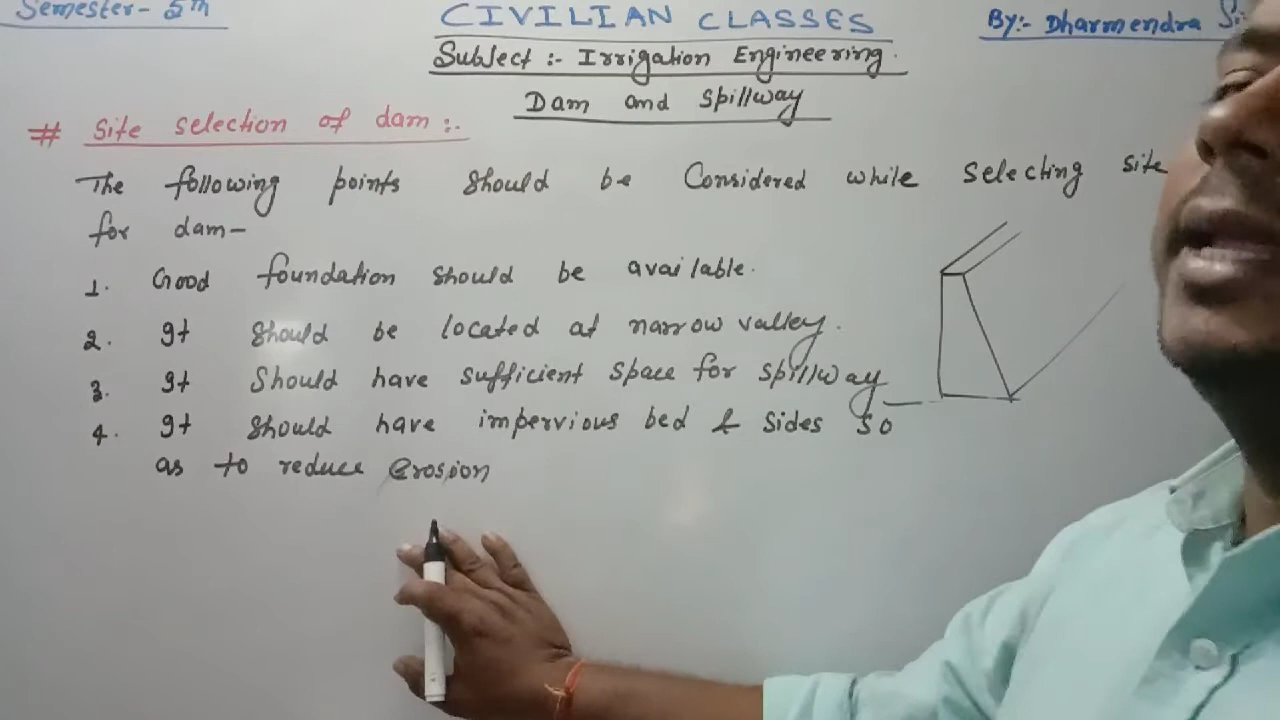 Semester- 5th
CIVILIAN CLASSES
By:- Dharmendra
Subject :- Irrigation Engineering.
Dam and Spillway
# Site selection of dam :-
The following points should be Considered while selecting site
for dam-
1. Good foundation should be available.
2. It should be located at narrow valley.
3. It should have sufficient space for spillway
4. It should have impervious bed & sides so
as to reduce erosion